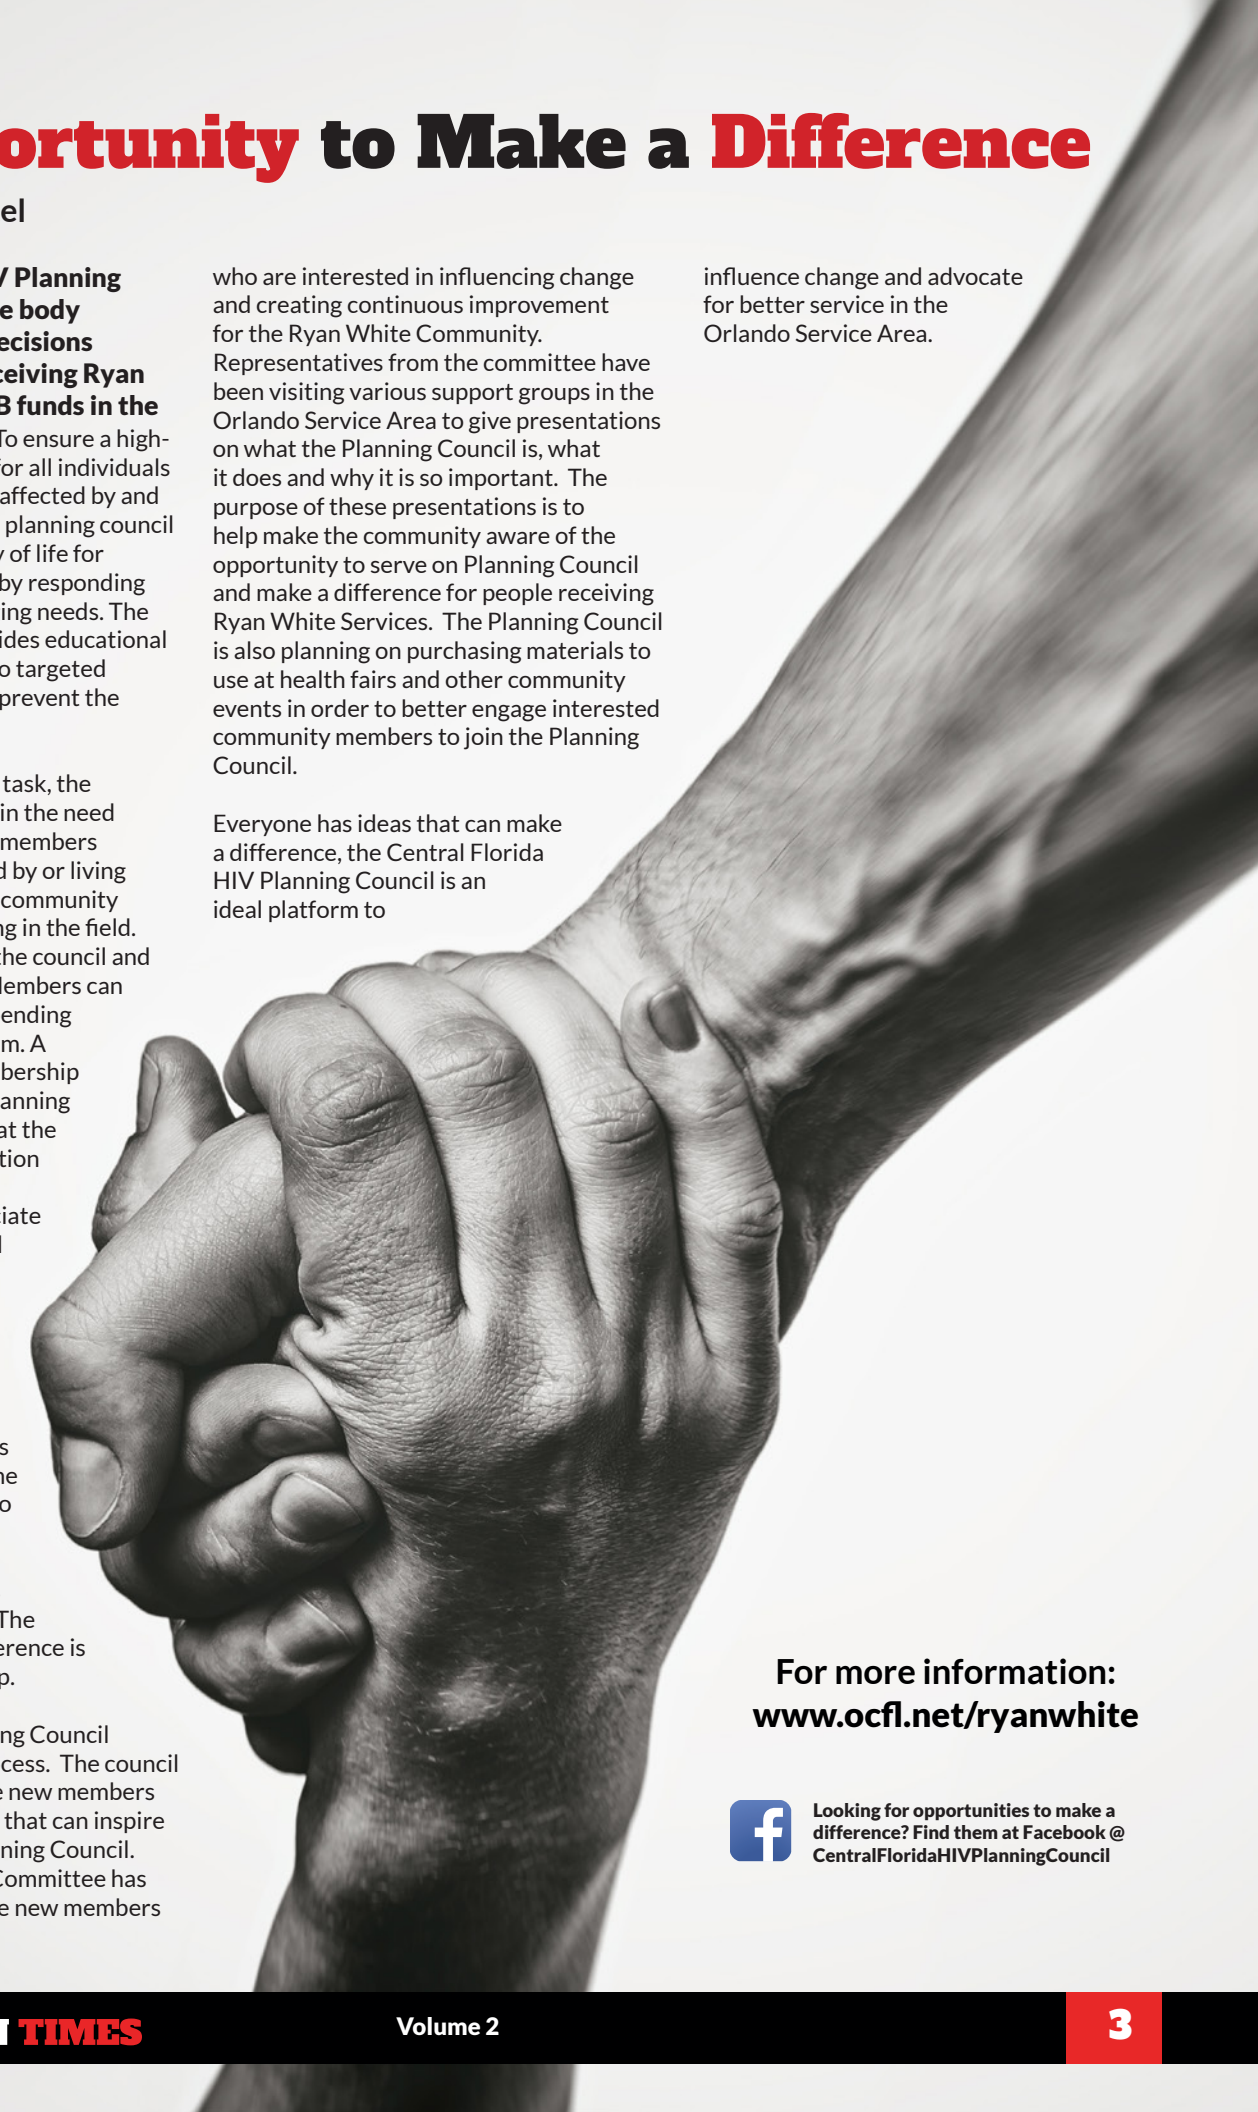 ortunity to Make a Difference
el
V Planning
e body
ecisions
ceiving Ryan
B funds in the
To ensure a high-
for all individuals
affected by and
planning council
y of life for
by responding
ing needs. The
ides educational
o targeted
prevent the
task, the
in the need
members
d by or living
community
ng in the field.
the council and
Members can
ending
m. A
bership
anning
at the
tion
iate
l
s
he
o
The
erence is
p.
ng Council
cess.  The council
e new members
that can inspire
ning Council.
Committee has
e new members
who are interested in influencing change
and creating continuous improvement
for the Ryan White Community.
Representatives from the committee have
been visiting various support groups in the
Orlando Service Area to give presentations
on what the Planning Council is, what
it does and why it is so important.  The
purpose of these presentations is to
help make the community aware of the
opportunity to serve on Planning Council
and make a difference for people receiving
Ryan White Services.  The Planning Council
is also planning on purchasing materials to
use at health fairs and other community
events in order to better engage interested
community members to join the Planning
Council.
Everyone has ideas that can make
a difference, the Central Florida
HIV Planning Council is an
ideal platform to
influence change and advocate
for better service in the
Orlando Service Area.
For more information:
www.ocfl.net/ryanwhite
Looking for opportunities to make a
difference? Find them at Facebook @
CentralFloridaHIVPlanningCouncil
TIMES
Volume 2
3